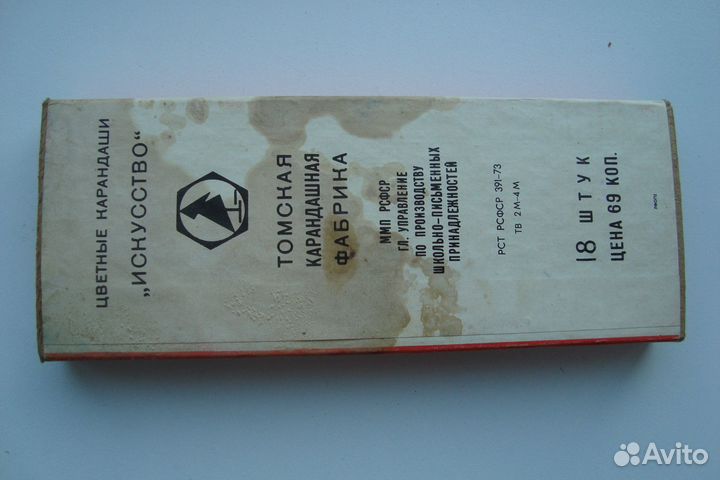 ЦВЕТНЫЕ КАРАНДАШИ
„ИСКУССТВО“
ТОМСКАЯ
КАРАНДАШНАЯ
ФАБРИКА
ММП РСФСР
ГЛ. УПРАВЛЕНИЕ
ПО ПРОИЗВОДСТВУ
ШКОЛЬНО-ПИСЬМЕННЫХ
ПРИНАДЛЕЖНОСТЕЙ
РСТ РСФСР 391-73
ТВ 2М-4М
18 ШТУК
ЦЕНА 69 КОП.
Avito